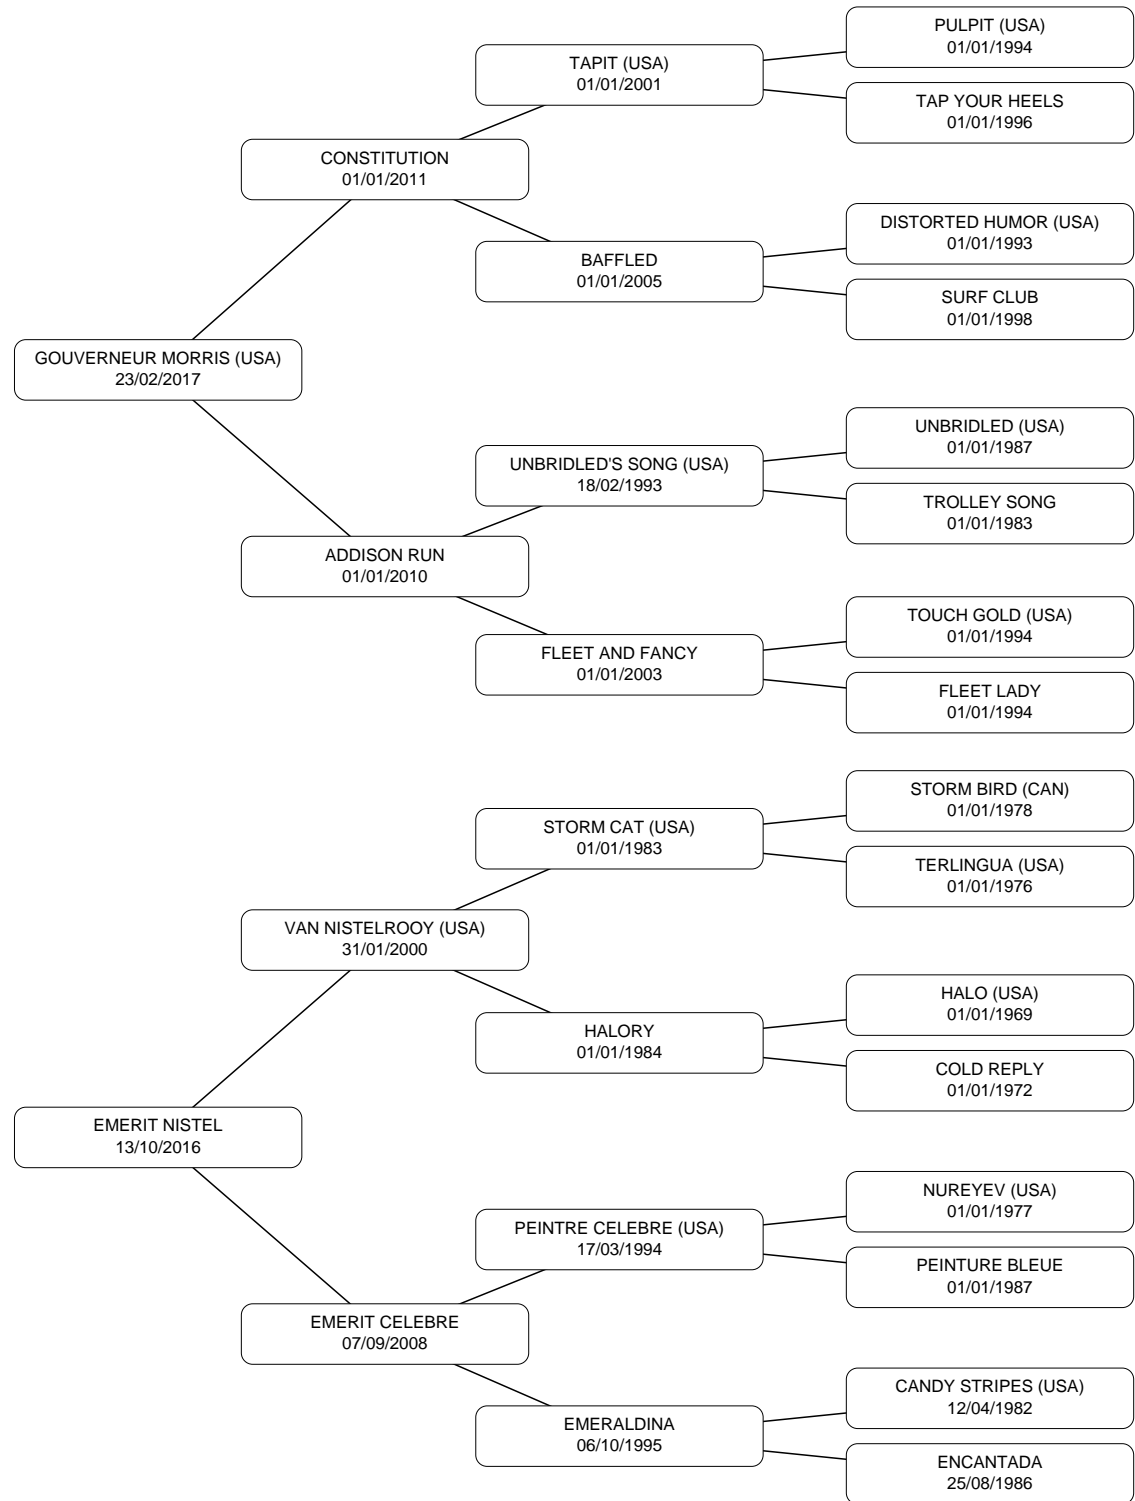 PULPIT (USA)
01/01/1994
TAPIT (USA)
01/01/2001
TAP YOUR HEELS
01/01/1996
CONSTITUTION
01/01/2011
DISTORTED HUMOR (USA)
01/01/1993
BAFFLED
01/01/2005
SURF CLUB
01/01/1998
GOUVERNEUR MORRIS (USA)
23/02/2017
UNBRIDLED (USA)
01/01/1987
UNBRIDLED'S SONG (USA)
18/02/1993
TROLLEY SONG
01/01/1983
ADDISON RUN
01/01/2010
TOUCH GOLD (USA)
01/01/1994
FLEET AND FANCY
01/01/2003
FLEET LADY
01/01/1994
STORM BIRD (CAN)
01/01/1978
STORM CAT (USA)
01/01/1983
TERLINGUA (USA)
01/01/1976
VAN NISTELROOY (USA)
31/01/2000
HALO (USA)
01/01/1969
HALORY
01/01/1984
COLD REPLY
01/01/1972
EMERIT NISTEL
13/10/2016
NUREYEV (USA)
01/01/1977
PEINTRE CELEBRE (USA)
17/03/1994
PEINTURE BLEUE
01/01/1987
EMERIT CELEBRE
07/09/2008
CANDY STRIPES (USA)
12/04/1982
EMERALDINA
06/10/1995
ENCANTADA
25/08/1986